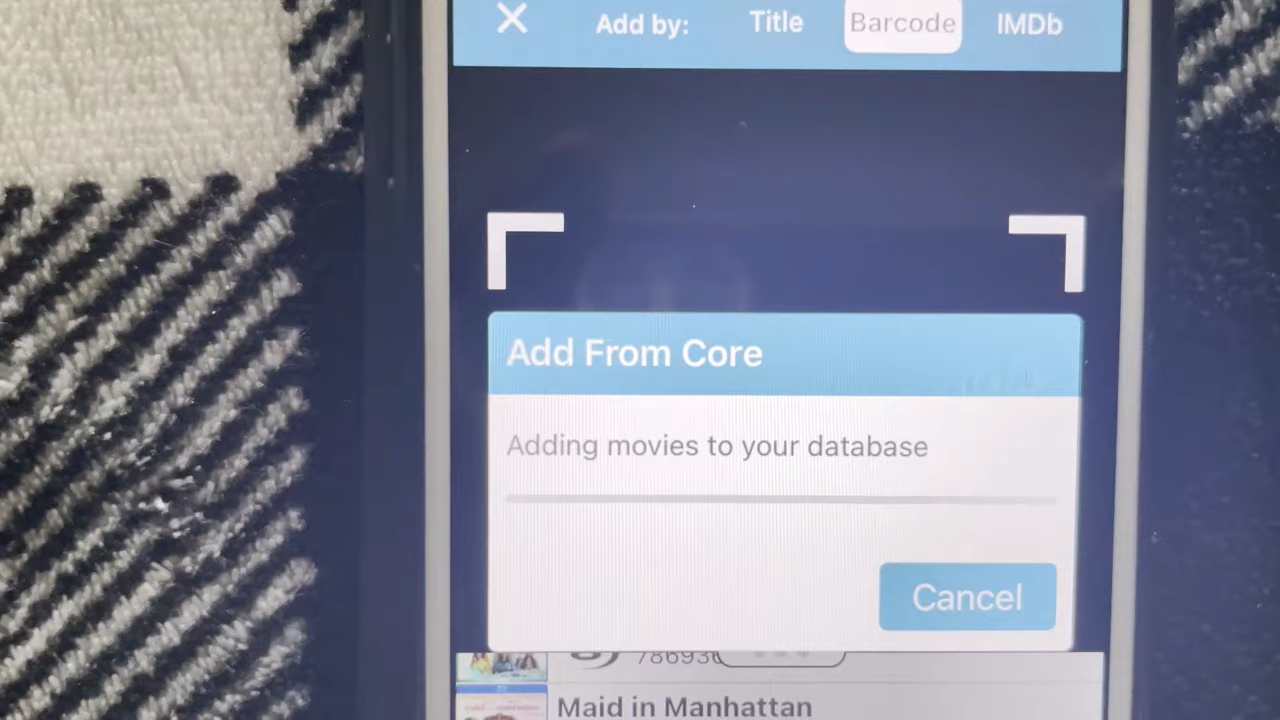 Add by: Title Barcode IMDb
Add From Core
Adding movies to your database
Cancel
Maid in Manhattan